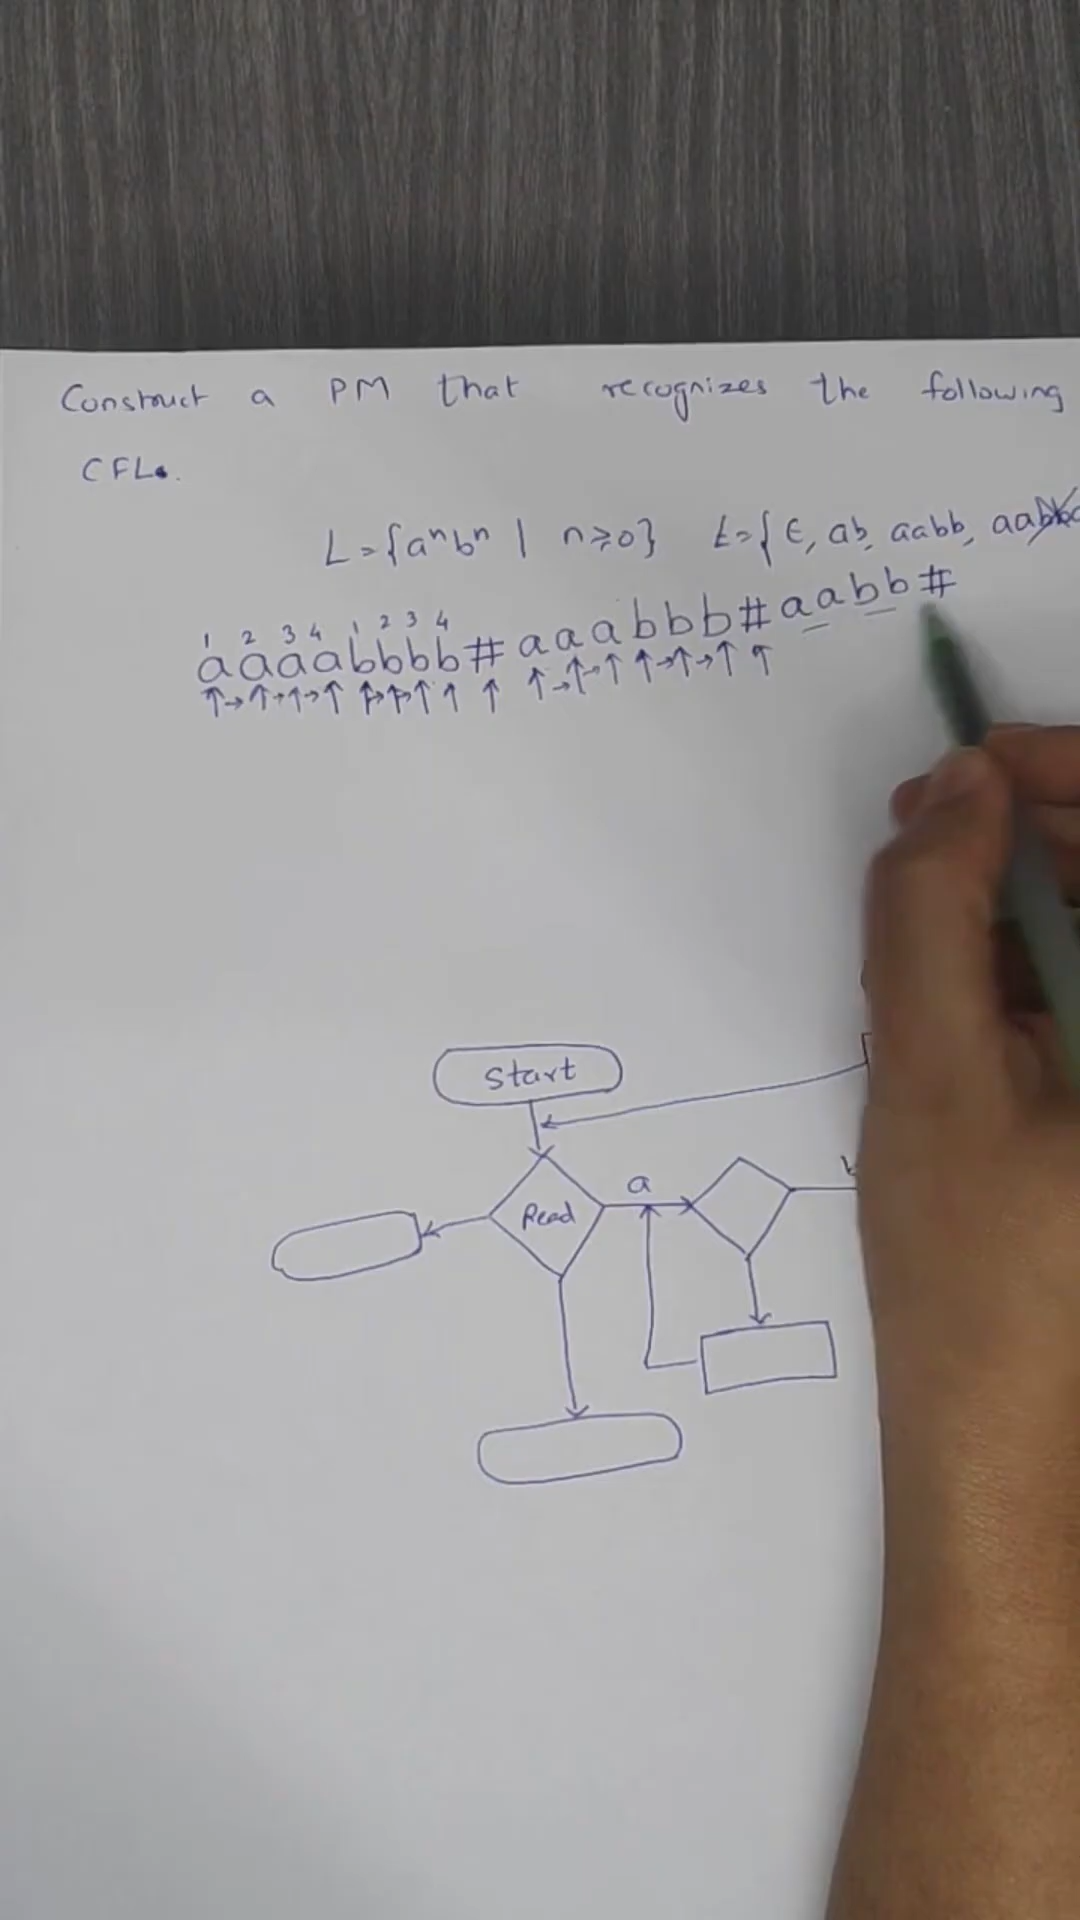 Construct a PM that recognizes the following
CFL.
L = {aⁿbⁿ | n ≥ 0} L = { ε, ab, aabb,
1 2 3 4 1 2 3 4
aaaabbbb # aaabbb # aabb #
Start
Read
a